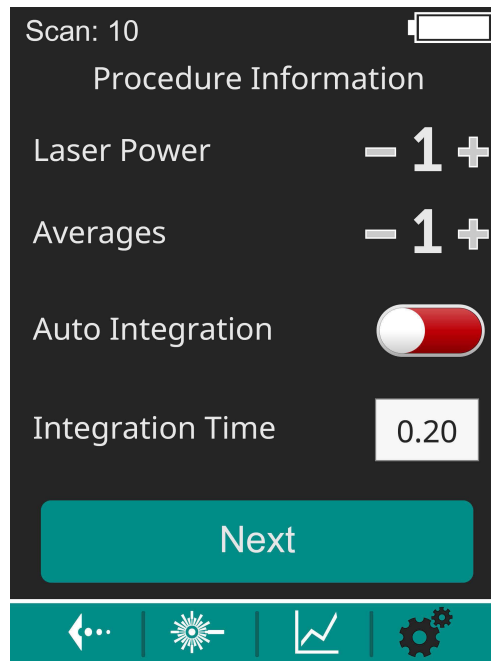 Scan: 10
Procedure Information
Laser Power − 1 +
Averages − 1 +
Auto Integration
Integration Time 0.20
Next